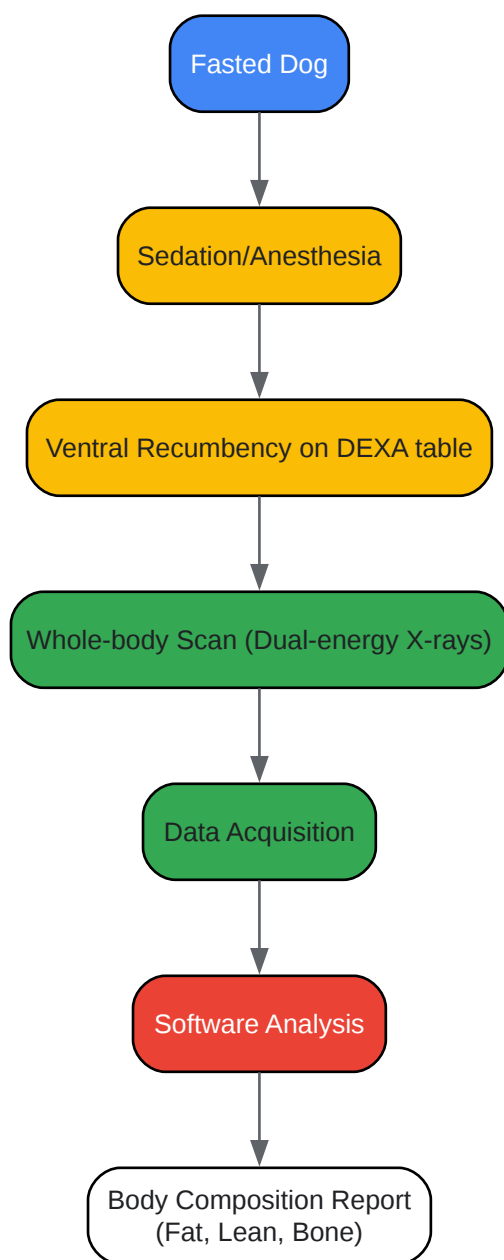 Fasted Dog
Sedation/Anesthesia
Ventral Recumbency on DEXA table
Whole-body Scan (Dual-energy X-rays)
Data Acquisition
Software Analysis
Body Composition Report
(Fat, Lean, Bone)